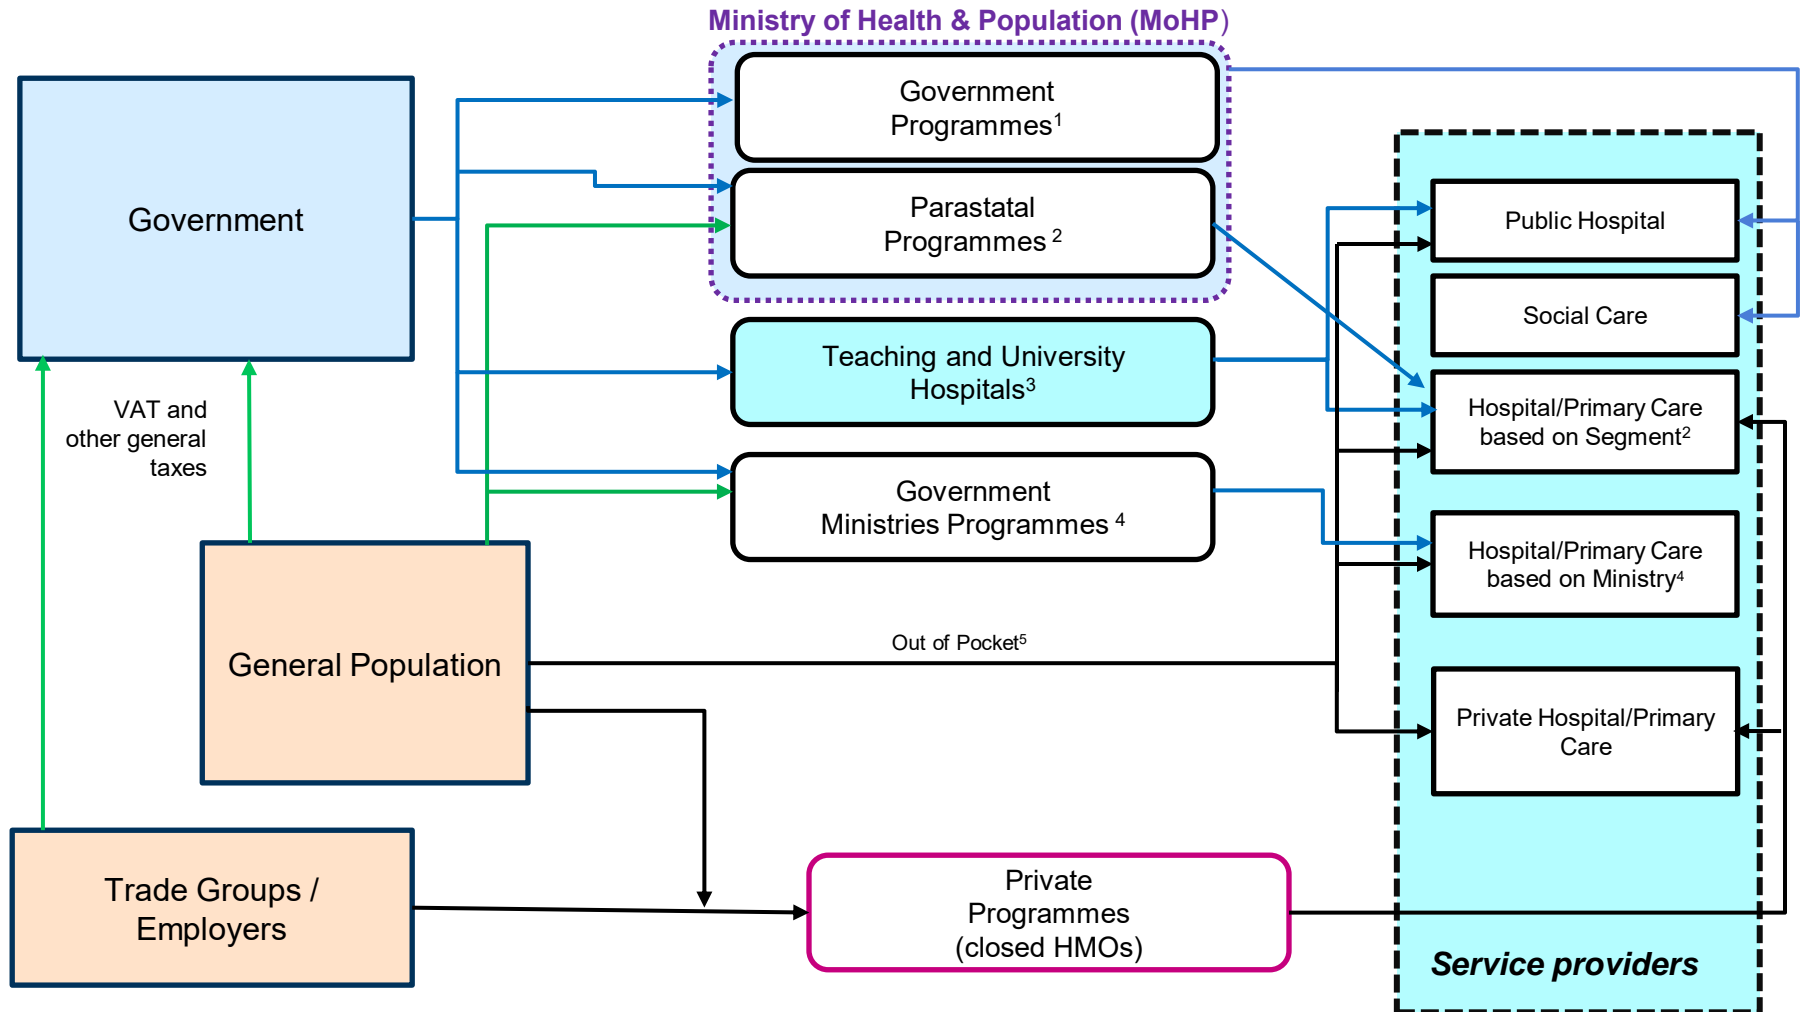 Ministry of Health & Population (MoHP)
Government
Programmes¹
Government
Parastatal
Programmes ²
Public Hospital
Social Care
Teaching and University
Hospitals³
VAT and
other general
taxes
Hospital/Primary Care
based on Segment²
Government
Ministries Programmes ⁴
Hospital/Primary Care
based on Ministry⁴
Out of Pocket⁵
General Population
Private Hospital/Primary
Care
Trade Groups /
Employers
Private
Programmes
(closed HMOs)
Service providers